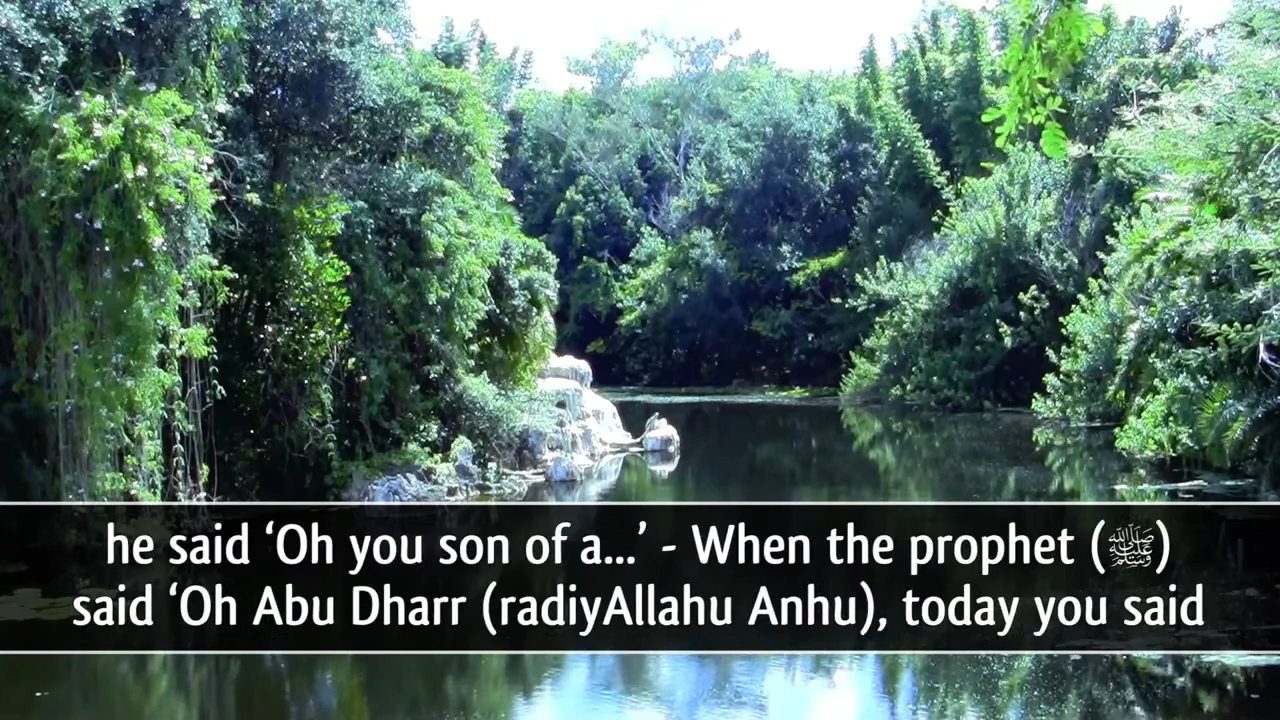 he said ‘Oh you son of a...’ - When the prophet (ﷺ)
said ‘Oh Abu Dharr (radiyAllahu Anhu), today you said